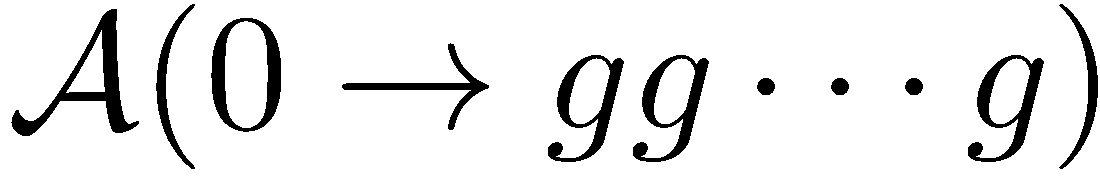 𝒜(0 → gg · · · g)